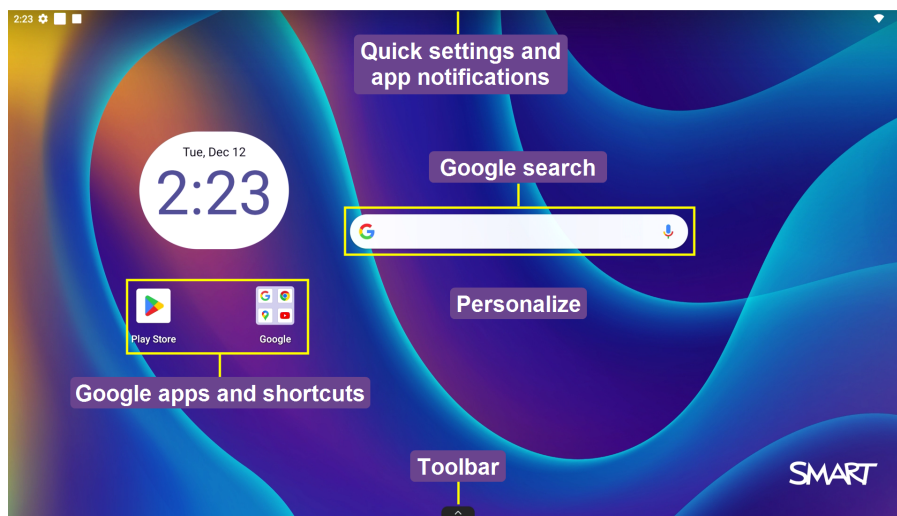 2:23
Quick settings and
app notifications
Tue, Dec 12
2:23
Google search
G
Personalize
Play Store
Google
Google apps and shortcuts
Toolbar
SMART